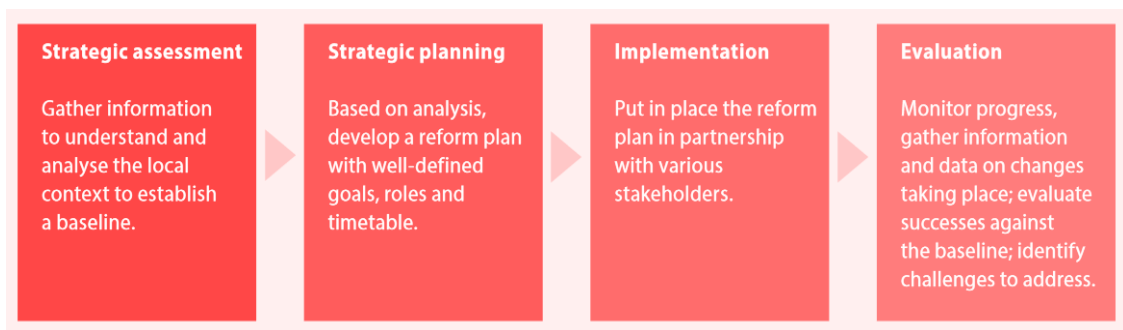 Strategic assessment
Gather information
to understand and
analyse the local
context to establish
a baseline.
Strategic planning
Based on analysis,
develop a reform plan
with well-defined
goals, roles and
timetable.
Implementation
Put in place the reform
plan in partnership
with various
stakeholders.
Evaluation
Monitor progress,
gather information
and data on changes
taking place; evaluate
successes against
the baseline; identify
challenges to address.